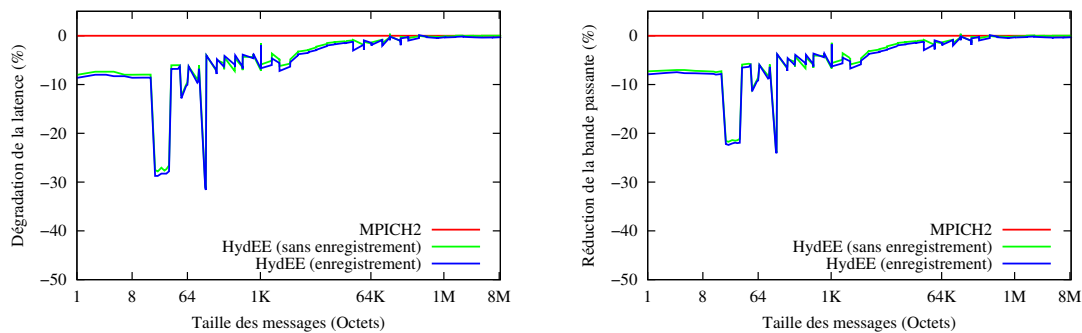 Dégradation de la latence (%)
0
−10
−20
−30
−40
−50
MPICH2
HydEE (sans enregistrement)
HydEE (enregistrement)
1
8
64
1K
64K
1M
8M
Taille des messages (Octets)
Réduction de la bande passante (%)
0
−10
−20
−30
−40
−50
MPICH2
HydEE (sans enregistrement)
HydEE (enregistrement)
1
8
64
1K
64K
1M
8M
Taille des messages (Octets)